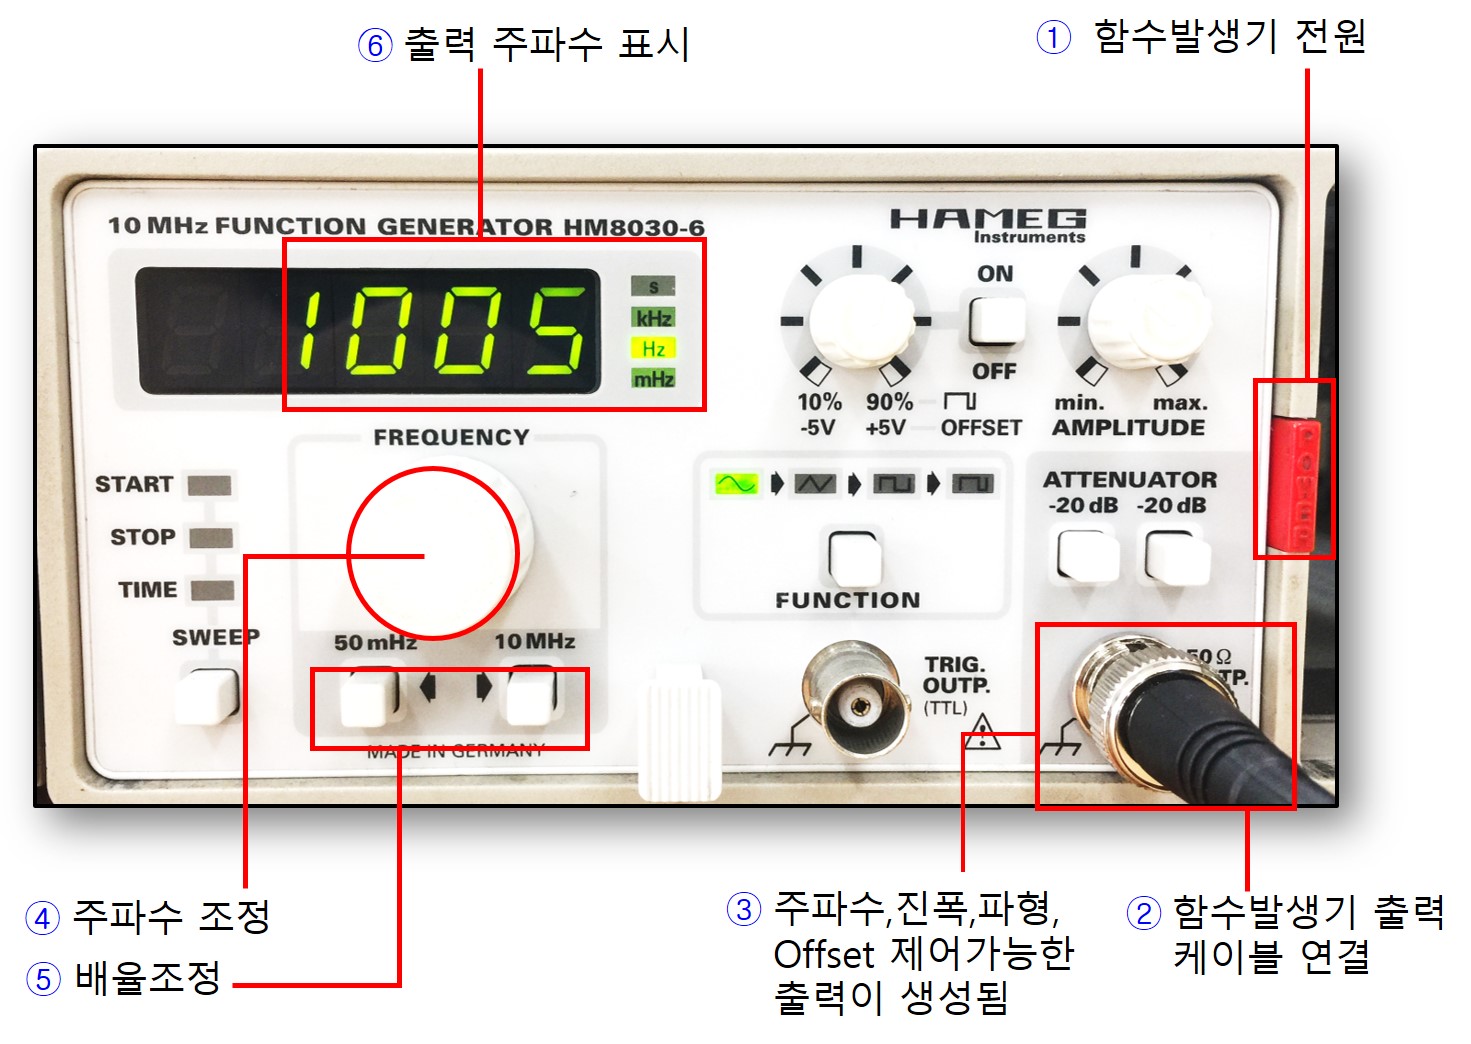 ⑥ 출력 주파수 표시
① 함수발생기 전원
10 MHz FUNCTION GENERATOR HM8030-6
HAMEG
Instruments
1005
s
kHz
Hz
mHz
ON
OFF
10% 90%
-5V +5V OFFSET
min. max.
AMPLITUDE
POWER
FREQUENCY
START
STOP
TIME
SWEEP
50 mHz 10 MHz
MADE IN GERMANY
FUNCTION
ATTENUATOR
-20 dB -20 dB
TRIG.
OUTP.
(TTL)
50 Ω
TP.
④ 주파수 조정
⑤ 배율조정
③ 주파수,진폭,파형,
Offset 제어가능한
출력이 생성됨
② 함수발생기 출력
케이블 연결